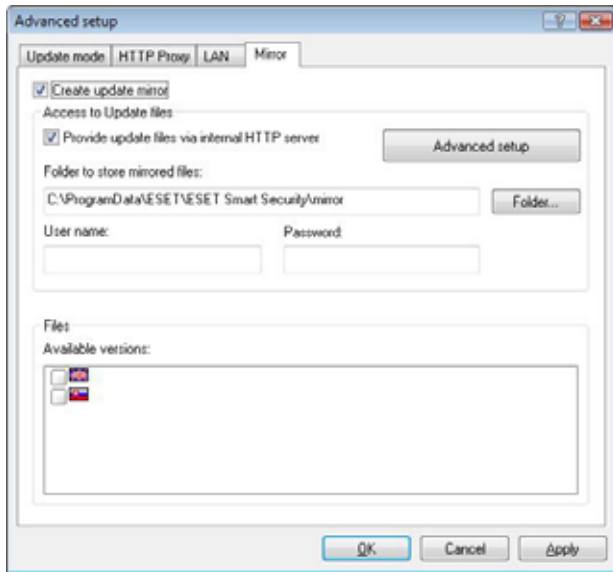 Advanced setup
Update mode HTTP Proxy LAN Mirror
Create update mirror
Access to Update files
Provide update files via internal HTTP server
Advanced setup
Folder to store mirrored files:
C:\ProgramData\ESET\ESET Smart Security\mirror
Folder...
User name: Password:
Files
Available versions:
OK Cancel Apply